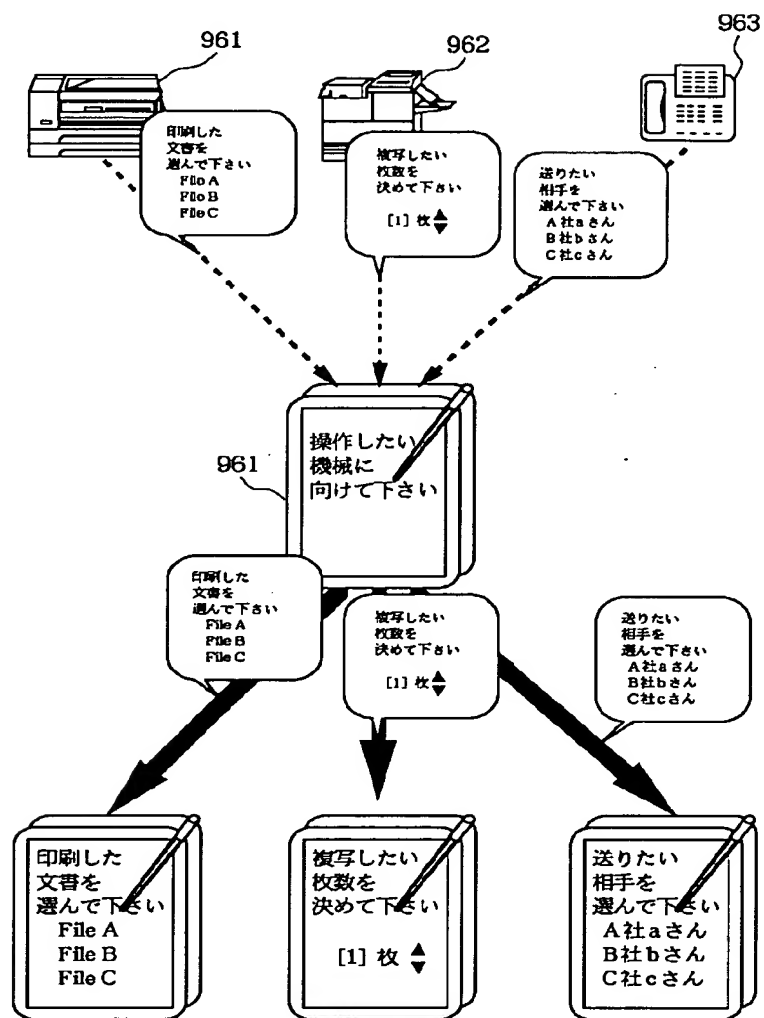 961
962
963
印刷した
文書を
選んで下さい
File A
File B
File C
複写したい
枚数を
決めて下さい
[1] 枚
送りたい
相手を
選んで下さい
A社aさん
B社bさん
C社cさん
961
操作したい
機械に
向けて下さい
印刷した
文書を
選んで下さい
File A
File B
File C
複写したい
枚数を
決めて下さい
[1] 枚
送りたい
相手を
選んで下さい
A社aさん
B社bさん
C社cさん
印刷した
文書を
選んで下さい
File A
File B
File C
複写したい
枚数を
決めて下さい
[1] 枚
送りたい
相手を
選んで下さい
A社aさん
B社bさん
C社cさん